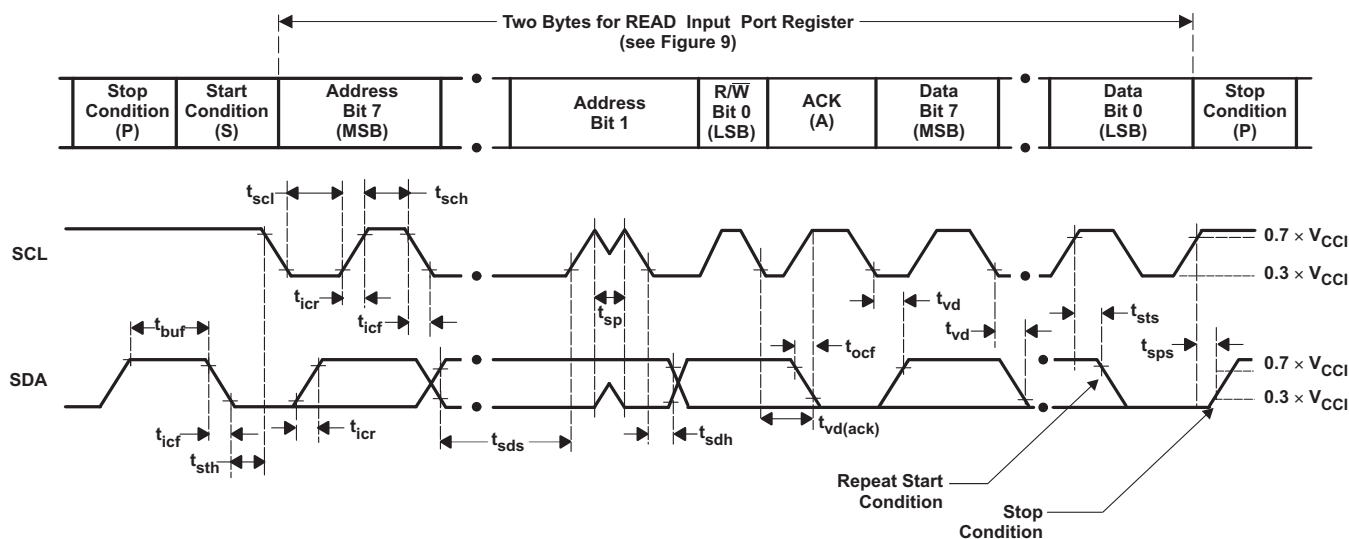 Two Bytes for READ Input Port Register
(see Figure 9)
Stop
Condition
(P)
Start
Condition
(S)
Address
Bit 7
(MSB)
Address
Bit 1
R/W̅
Bit 0
(LSB)
ACK
(A)
Data
Bit 7
(MSB)
Data
Bit 0
(LSB)
Stop
Condition
(P)
tscl
tsch
SCL
0.7 × VCCI
0.3 × VCCI
ticr
ticf
tsp
tvd
tvd
tsts
tbuf
tocf
tsps
SDA
0.7 × VCCI
0.3 × VCCI
ticf
ticr
tsth
tsds
tsdh
tvd(ack)
Repeat Start
Condition
Stop
Condition